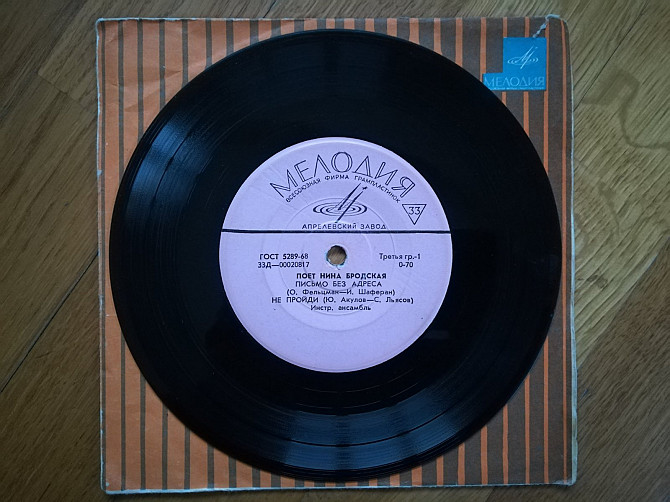 МЕЛОДИЯ
МЕЛОДИЯ
ВСЕСОЮЗНАЯ ФИРМА ГРАМПЛАСТИНОК
33
АПРЕЛЕВСКИЙ ЗАВОД
ГОСТ 5289-68 Третья гр.-1
33Д—00020817 0-70
ПОЕТ НИНА БРОДСКАЯ
ПИСЬМО БЕЗ АДРЕСА
(О. Фельцман—И. Шаферан)
НЕ ПРОЙДИ (Ю. Акулов—С. Льясов)
Инстр. ансамбль